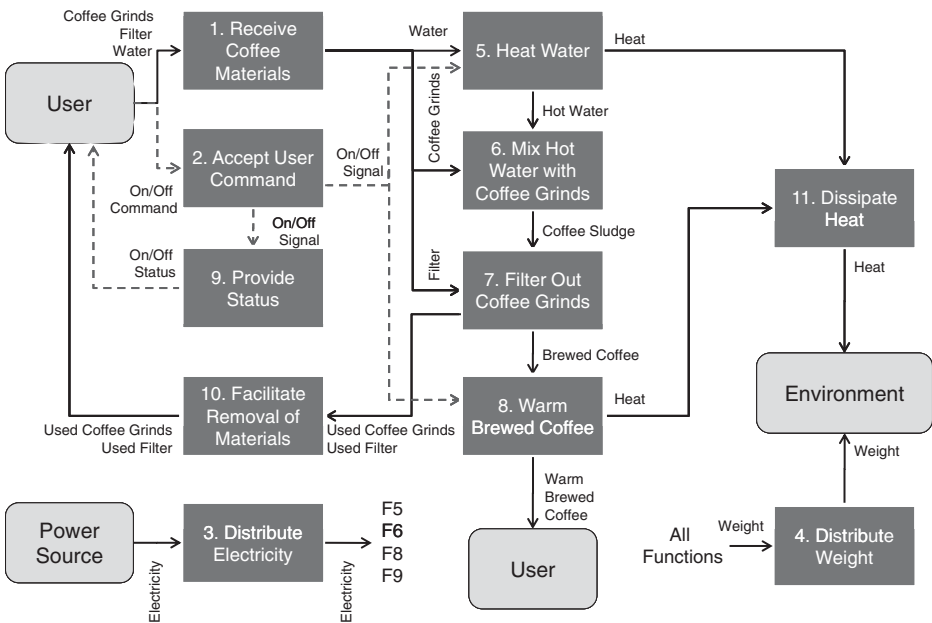 Coffee Grinds
Filter
Water
User
1. Receive
Coffee
Materials
Water
5. Heat Water
Heat
Coffee Grinds
Hot Water
2. Accept User
Command
On/Off
Signal
6. Mix Hot
Water with
Coffee Grinds
11. Dissipate
Heat
On/Off
Command
On/Off
Signal
Coffee Sludge
On/Off
Status
9. Provide
Status
Filter
7. Filter Out
Coffee Grinds
Heat
Brewed Coffee
Environment
10. Facilitate
Removal of
Materials
8. Warm
Brewed Coffee
Heat
Used Coffee Grinds
Used Filter
Used Coffee Grinds
Used Filter
Weight
Warm
Brewed
Coffee
Power
Source
Electricity
3. Distribute
Electricity
Electricity
F5
F6
F8
F9
User
All
Functions
Weight
4. Distribute
Weight